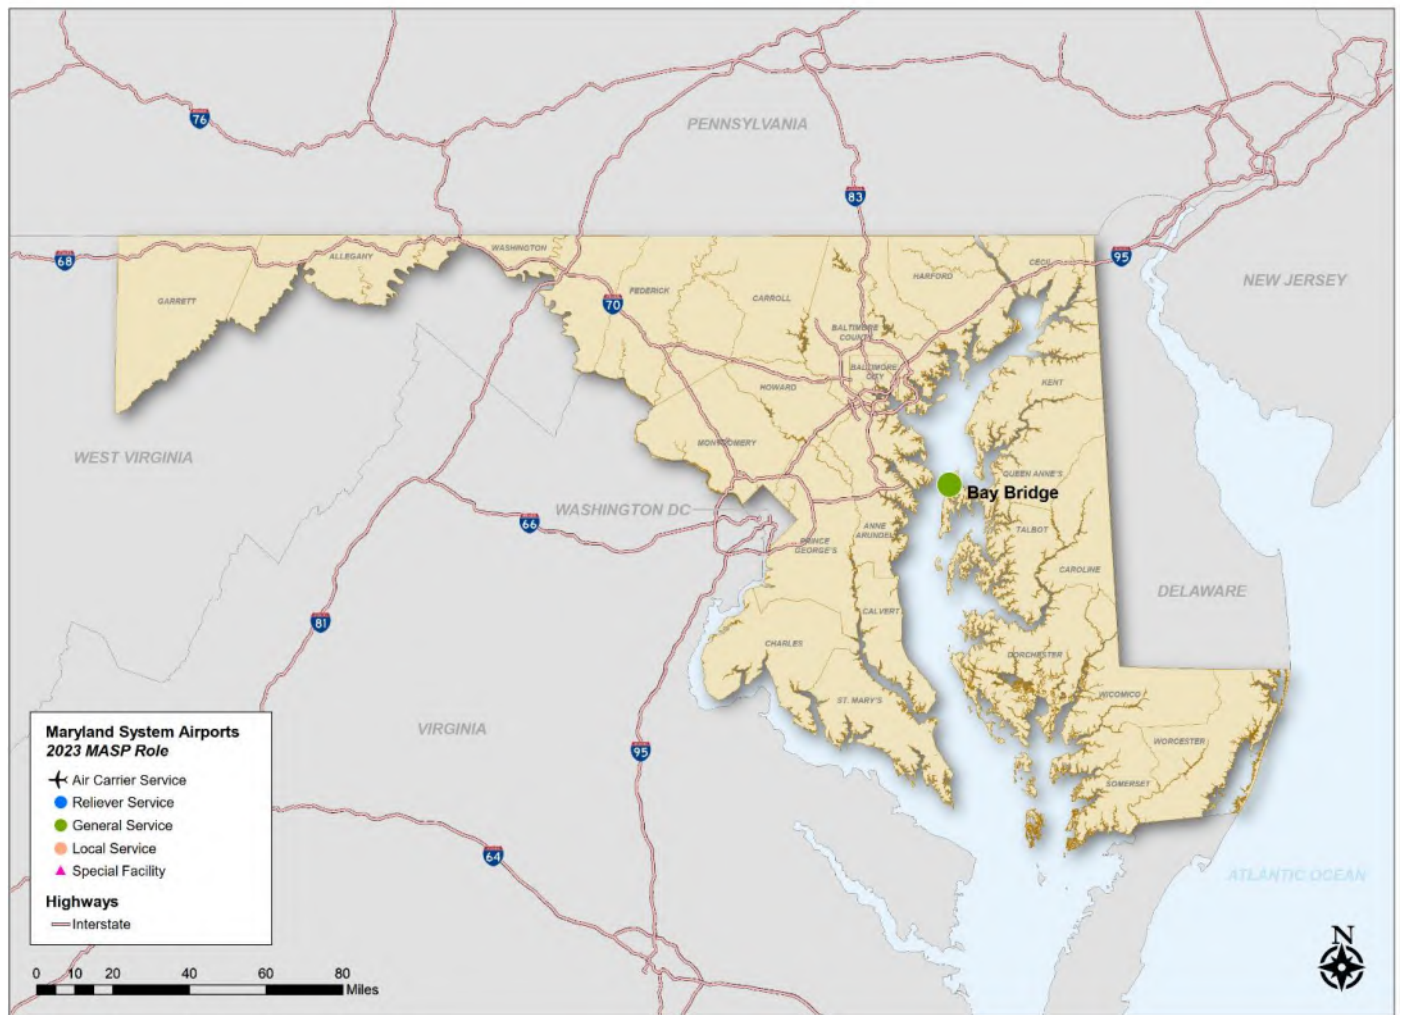 76
PENNSYLVANIA
83
68
ALLEGANY
WASHINGTON
GARRETT
70
FEDERICK
CARROLL
HARFORD
CECIL
95
NEW JERSEY
BALTIMORE
COUNTY
BALTIMORE
CITY
HOWARD
KENT
MONTGOMERY
WEST VIRGINIA
QUEEN ANNE'S
Bay Bridge
WASHINGTON DC
66
ANNE
ARUNDEL
TALBOT
PRINCE
GEORGE'S
CAROLINE
DELAWARE
81
CALVERT
CHARLES
DORCHESTER
ST. MARY'S
WICOMICO
VIRGINIA
95
WORCESTER
SOMERSET
64
ATLANTIC OCEAN
Maryland System Airports
2023 MASP Role
Air Carrier Service
Reliever Service
General Service
Local Service
Special Facility
Highways
Interstate
0 10 20 40 60 80
Miles
N